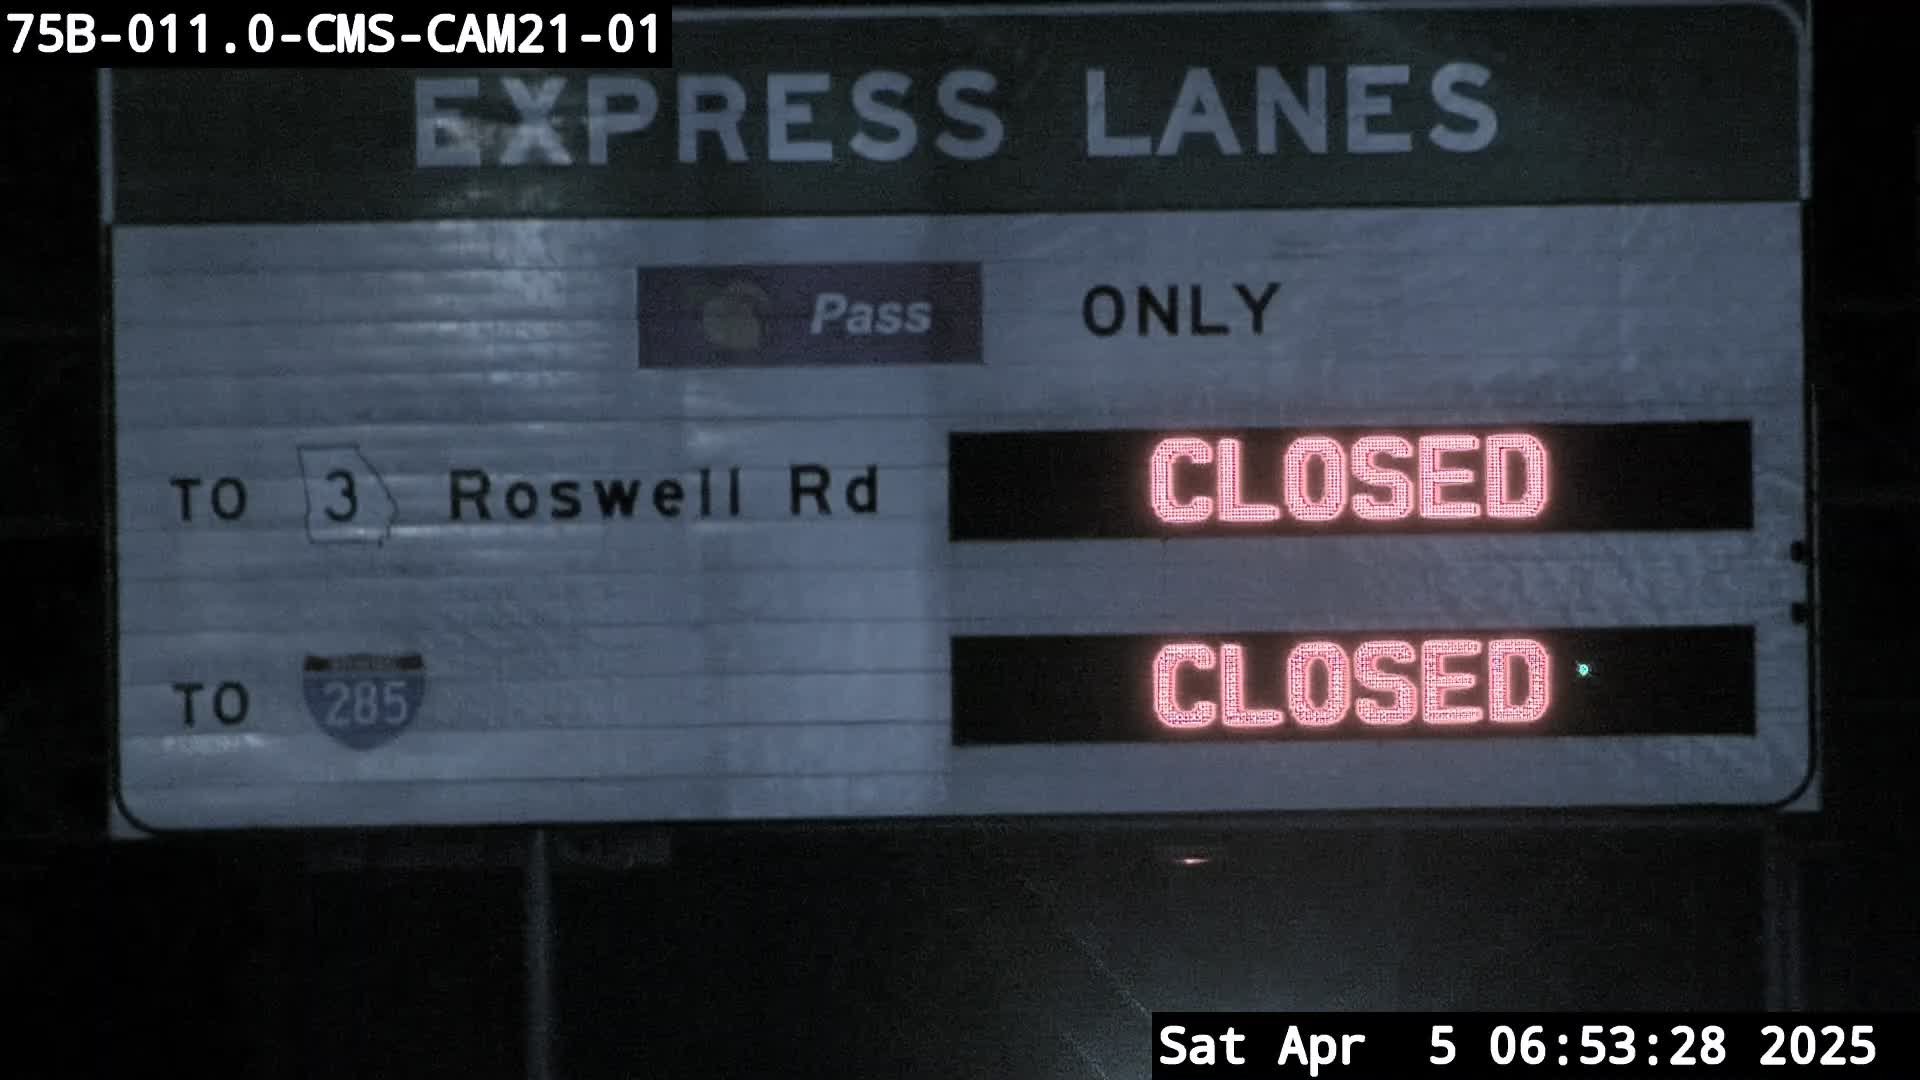 75B-011.0-CMS-CAM21-01
EXPRESS LANES
Pass ONLY
TO 3 Roswell Rd CLOSED
TO 285 CLOSED
Sat Apr 5 06:53:28 2025